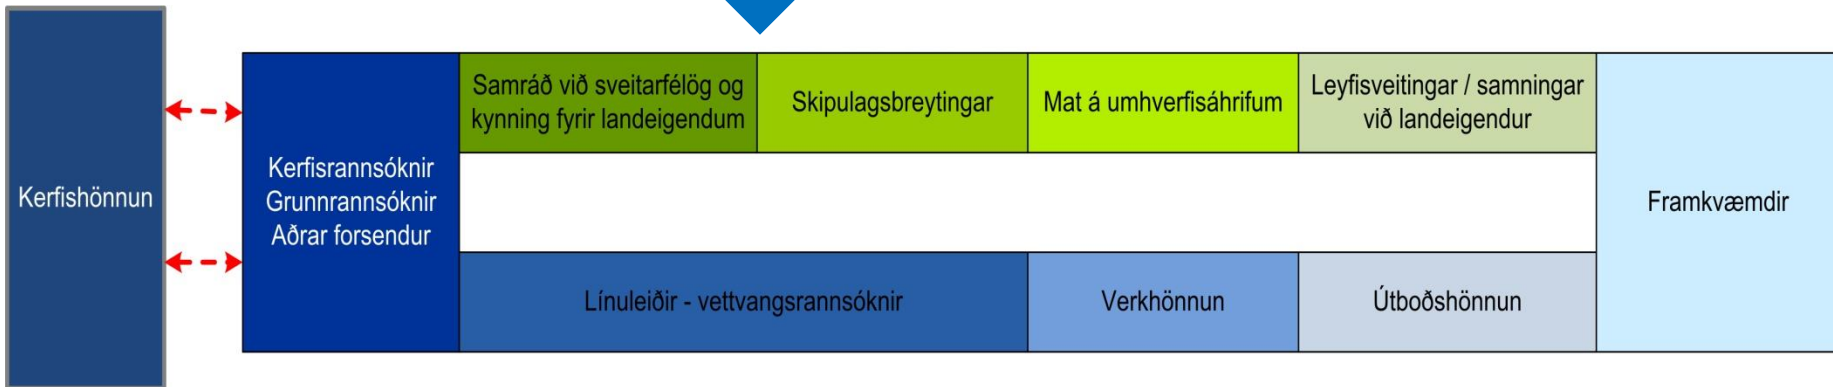 Kerfishönnun
Kerfisrannsóknir
Grunnrannsóknir
Aðrar forsendur
Samráð við sveitarfélög og
kynning fyrir landeigendum
Skipulagsbreytingar
Mat á umhverfisáhrifum
Leyfisveitingar / samningar
við landeigendur
Línuleiðir - vettvangsrannsóknir
Verkhönnun
Útboðshönnun
Framkvæmdir